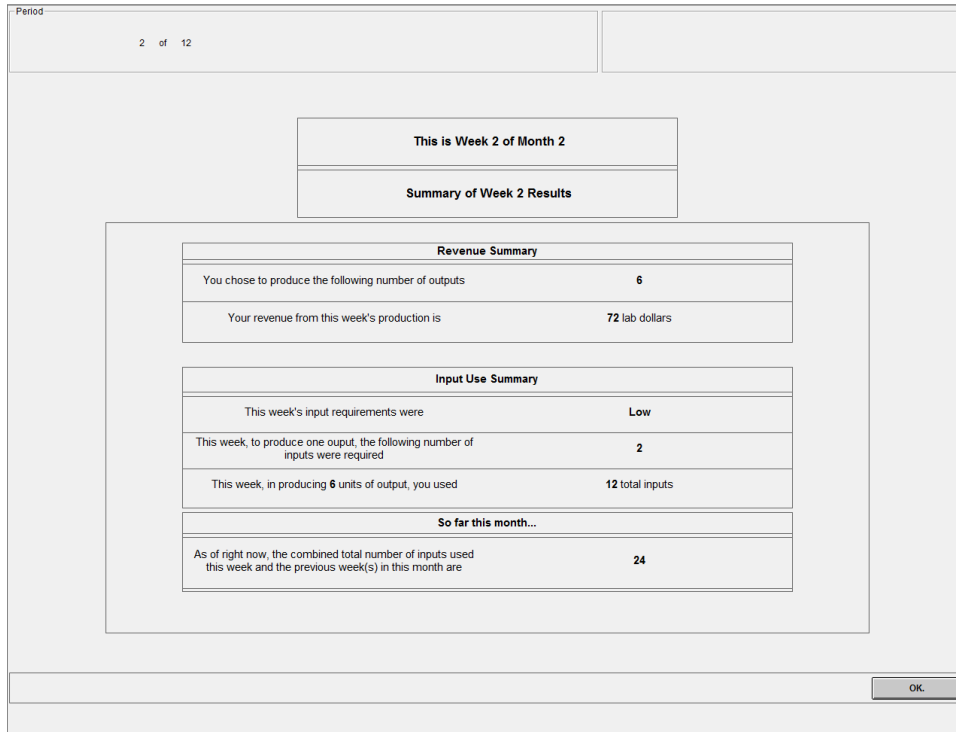 Period
2 of 12
This is Week 2 of Month 2
Summary of Week 2 Results
Revenue Summary
You chose to produce the following number of outputs 6
Your revenue from this week's production is 72 lab dollars
Input Use Summary
This week's input requirements were Low
This week, to produce one ouput, the following number of
inputs were required 2
This week, in producing 6 units of output, you used 12 total inputs
So far this month...
As of right now, the combined total number of inputs used
this week and the previous week(s) in this month are 24
OK.